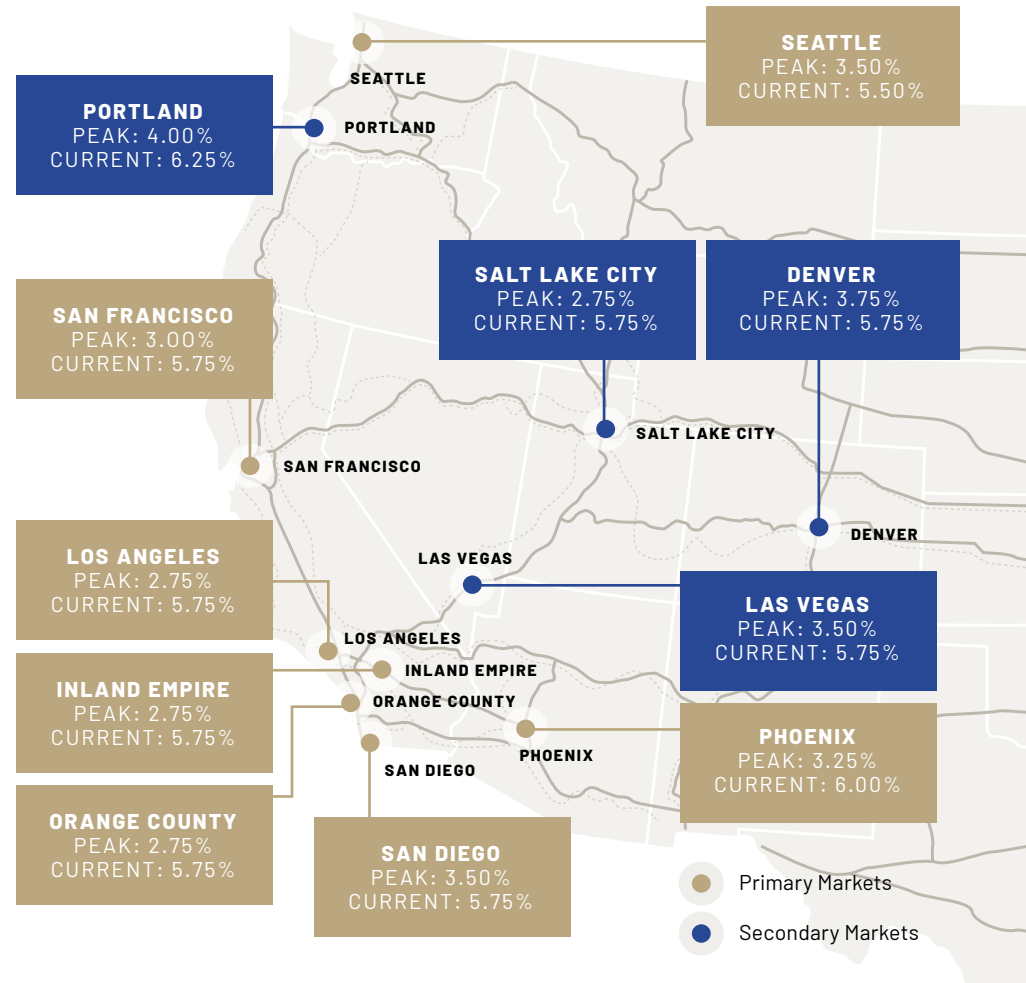 SEATTLE
PEAK: 3.50%
CURRENT: 5.50%
SEATTLE
PORTLAND
PEAK: 4.00%
CURRENT: 6.25%
PORTLAND
SALT LAKE CITY
PEAK: 2.75%
CURRENT: 5.75%
DENVER
PEAK: 3.75%
CURRENT: 5.75%
SAN FRANCISCO
PEAK: 3.00%
CURRENT: 5.75%
SALT LAKE CITY
SAN FRANCISCO
DENVER
LOS ANGELES
PEAK: 2.75%
CURRENT: 5.75%
LAS VEGAS
LAS VEGAS
PEAK: 3.50%
CURRENT: 5.75%
LOS ANGELES
INLAND EMPIRE
INLAND EMPIRE
PEAK: 2.75%
CURRENT: 5.75%
ORANGE COUNTY
PHOENIX
PEAK: 3.25%
CURRENT: 6.00%
PHOENIX
SAN DIEGO
ORANGE COUNTY
PEAK: 2.75%
CURRENT: 5.75%
SAN DIEGO
PEAK: 3.50%
CURRENT: 5.75%
Primary Markets
Secondary Markets